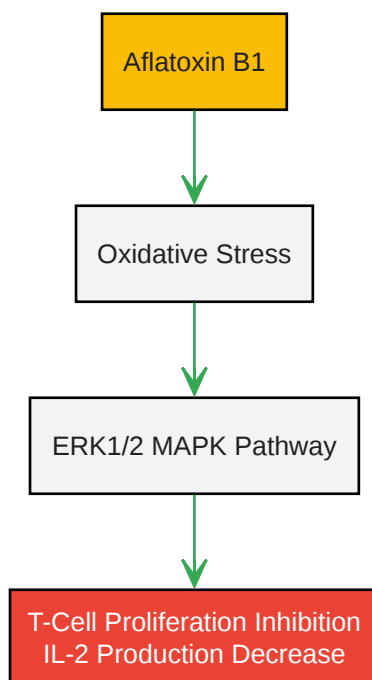 Aflatoxin B1
Oxidative Stress
ERK1/2 MAPK Pathway
T-Cell Proliferation Inhibition
IL-2 Production Decrease